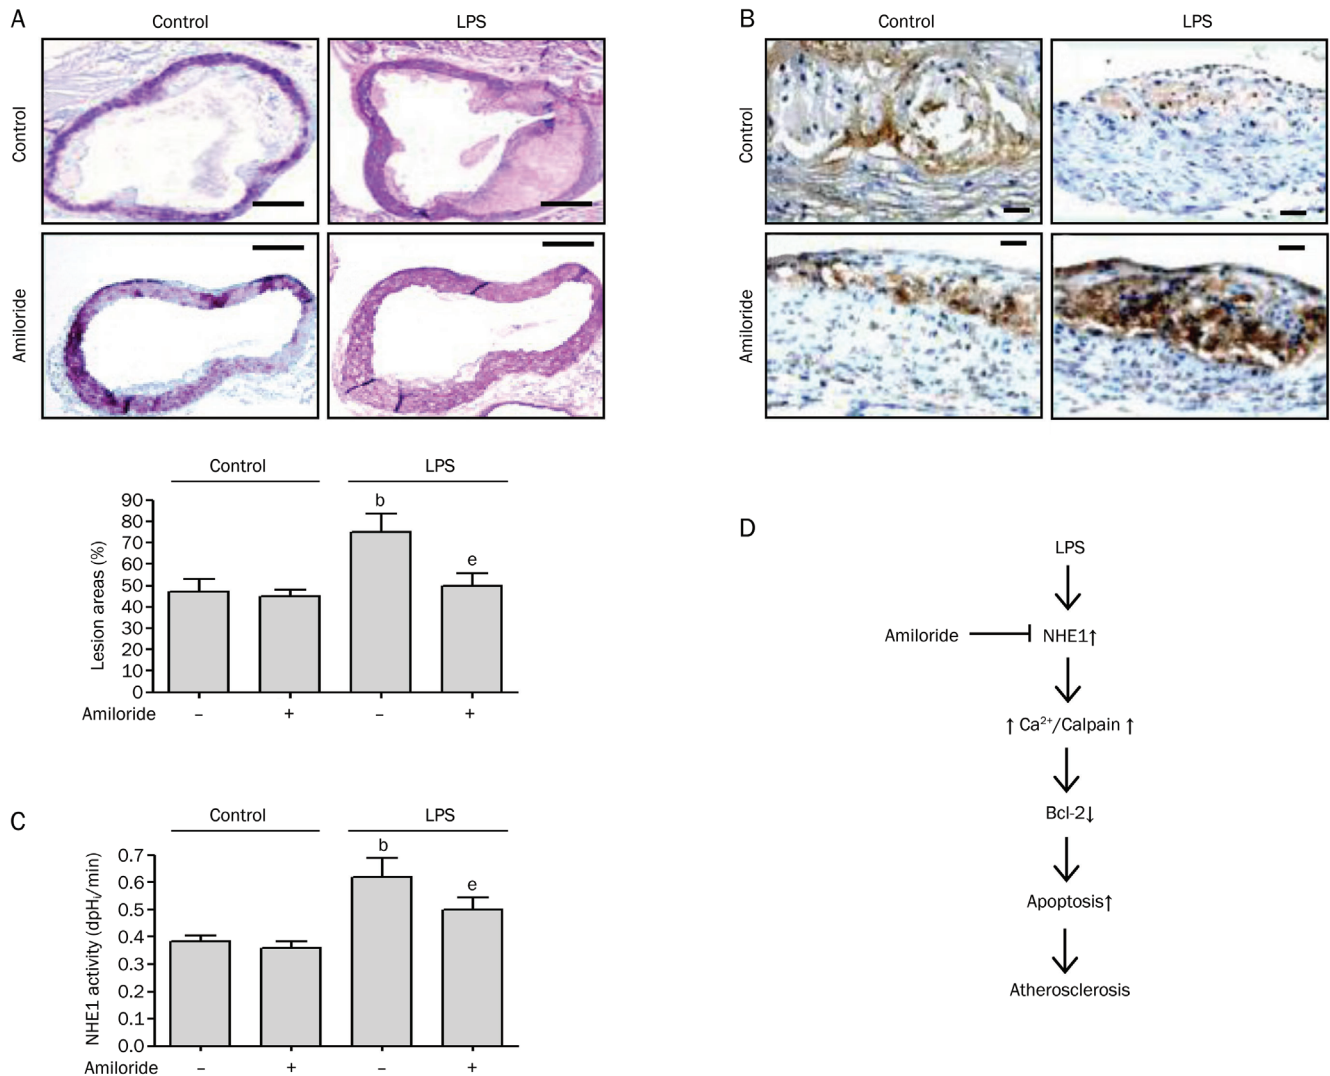 A
Control
LPS
Control
Amiloride
Control
LPS
Lesion areas (%)
90
80
70
60
50
40
30
20
10
0
b
e
Amiloride – + – +
B
Control
LPS
Control
Amiloride
C
Control
LPS
NHE1 activity (dpHᵢ/min)
0.7
0.6
0.5
0.4
0.3
0.2
0.1
0.0
b
e
Amiloride – + – +
D
LPS
Amiloride
NHE1↑
↑ Ca²⁺/Calpain ↑
Bcl-2↓
Apoptosis↑
Atherosclerosis